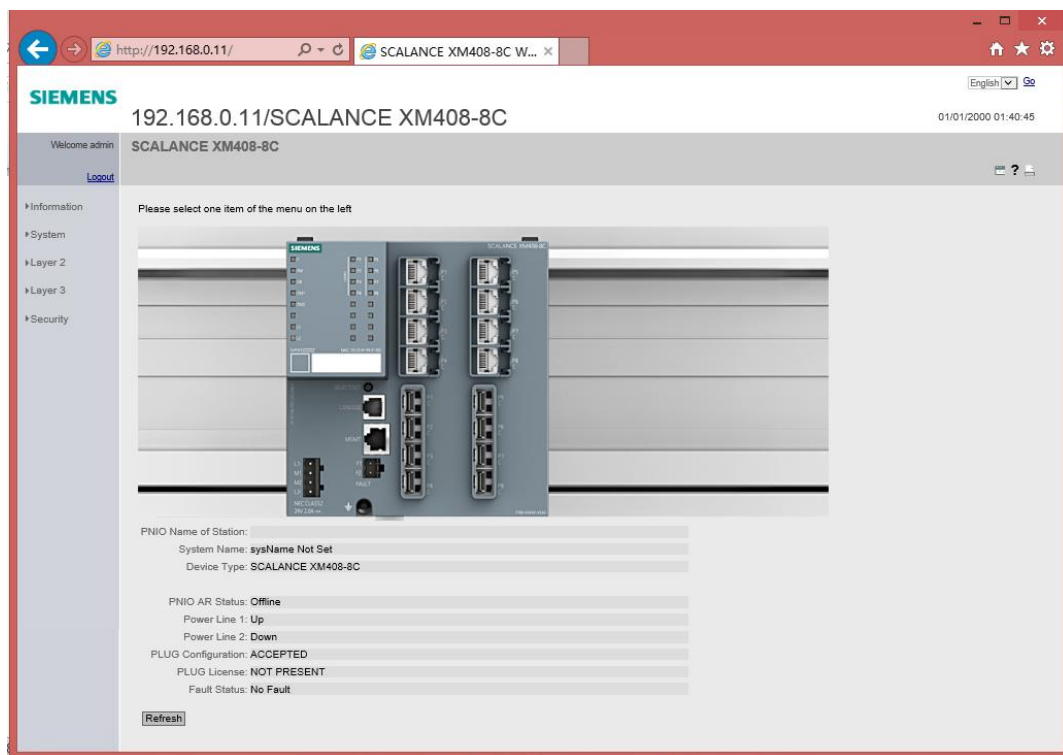 http://192.168.0.11/
SCALANCE XM408-8C W...
English Go
SIEMENS
192.168.0.11/SCALANCE XM408-8C
01/01/2000 01:40:45
Welcome admin
SCALANCE XM408-8C
Logout
?
Information
Please select one item of the menu on the left
System
Layer 2
Layer 3
Security
SIEMENS
SCALANCE XM408-8C
CONSOLE
MGMT
FAULT
PNIO Name of Station:
System Name: sysName Not Set
Device Type: SCALANCE XM408-8C
PNIO AR Status: Offline
Power Line 1: Up
Power Line 2: Down
PLUG Configuration: ACCEPTED
PLUG License: NOT PRESENT
Fault Status: No Fault
Refresh